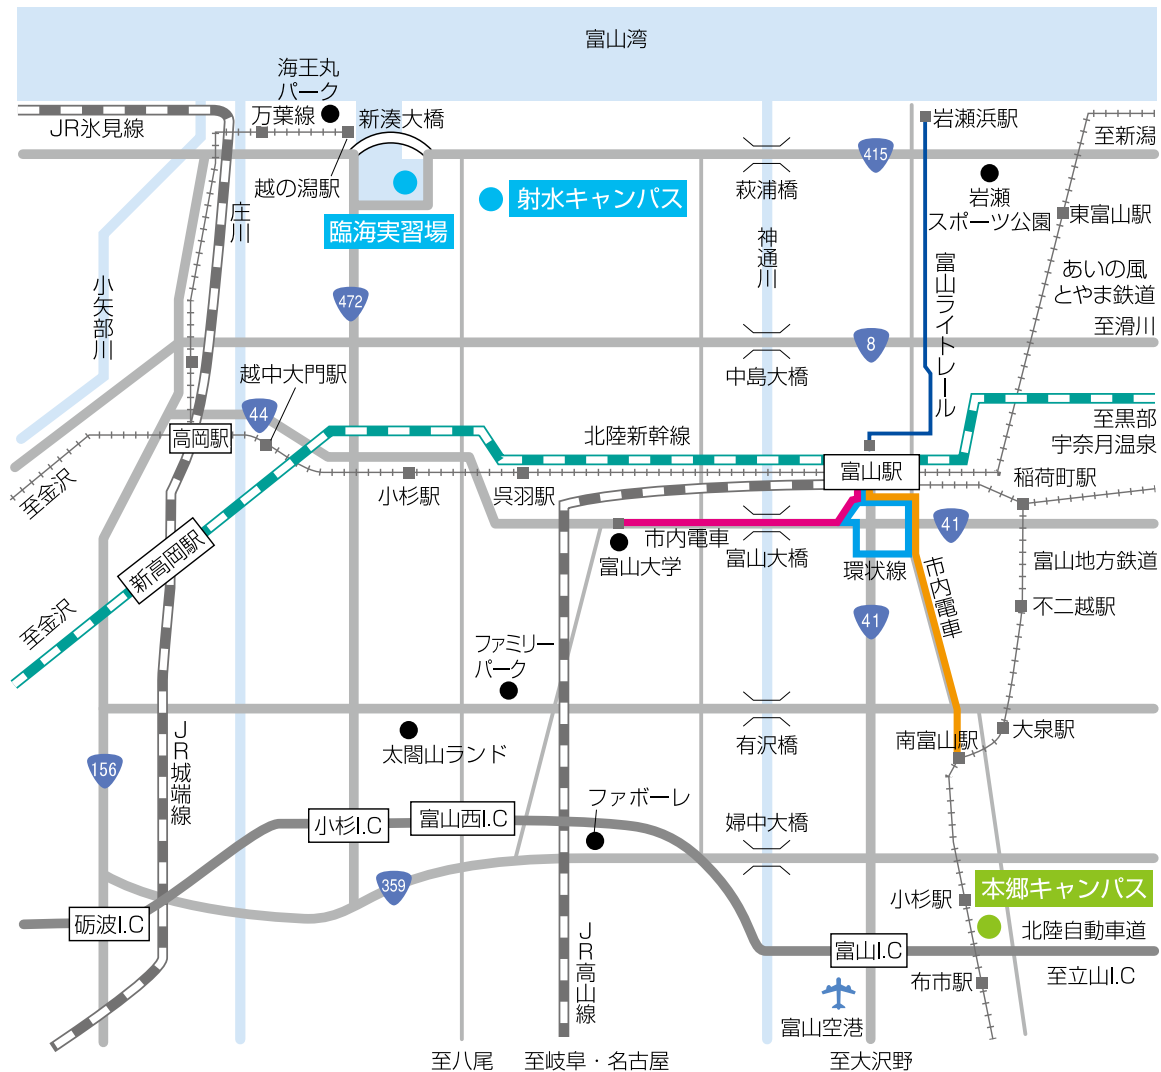 富山湾
海王丸
パーク
万葉線
新湊大橋
JR氷見線
越の潟駅
臨海実習場
射水キャンパス
萩浦橋
415
岩瀬浜駅
至新潟
岩瀬
スポーツ公園
東富山駅
庄川
小矢部川
472
神通川
富山ライトレール
あいの風
とやま鉄道
至滑川
8
中島大橋
越中大門駅
44
高岡駅
北陸新幹線
至黒部
宇奈月温泉
富山駅
稲荷町駅
至金沢
小杉駅
呉羽駅
新高岡駅
市内電車
富山大学
富山大橋
環状線
41
富山地方鉄道
市内電車
不二越駅
41
至金沢
ファミリー
パーク
太閤山ランド
有沢橋
南富山駅
大泉駅
156
JR城端線
ファボーレ
小杉I.C
富山西I.C
婦中大橋
359
本郷キャンパス
小杉駅
砺波I.C
北陸自動車道
富山I.C
JR高山線
至立山I.C
布市駅
富山空港
至八尾
至岐阜・名古屋
至大沢野